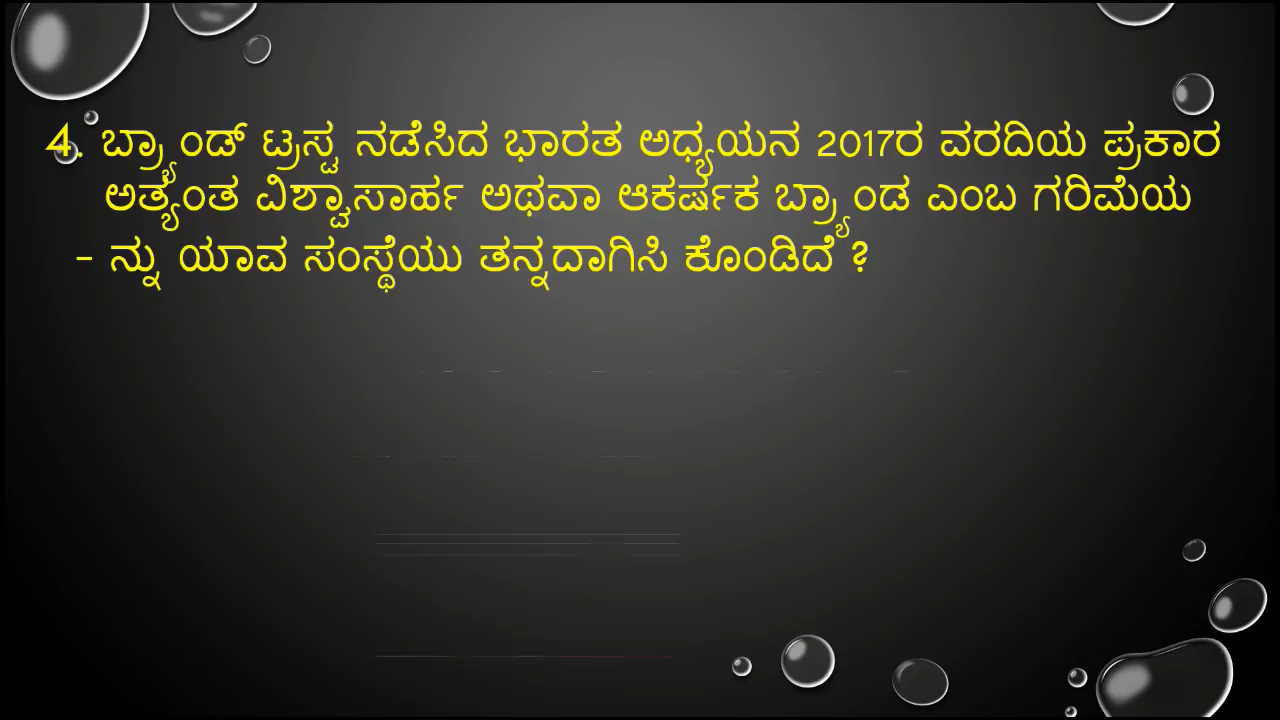 4. ಬ್ರ್ಯಾಂಡ್ ಟ್ರಸ್ಟ ನಡೆಸಿದ ಭಾರತ ಅಧ್ಯಯನ 2017ರ ವರದಿಯ ಪ್ರಕಾರ
ಅತ್ಯಂತ ವಿಶ್ವಾಸಾರ್ಹ ಅಥವಾ ಆಕರ್ಷಕ ಬ್ರ್ಯಾಂಡ ಎಂಬ ಗರಿಮೆಯ
- ನ್ನು ಯಾವ ಸಂಸ್ಥೆಯು ತನ್ನದಾಗಿಸಿ ಕೊಂಡಿದೆ ?